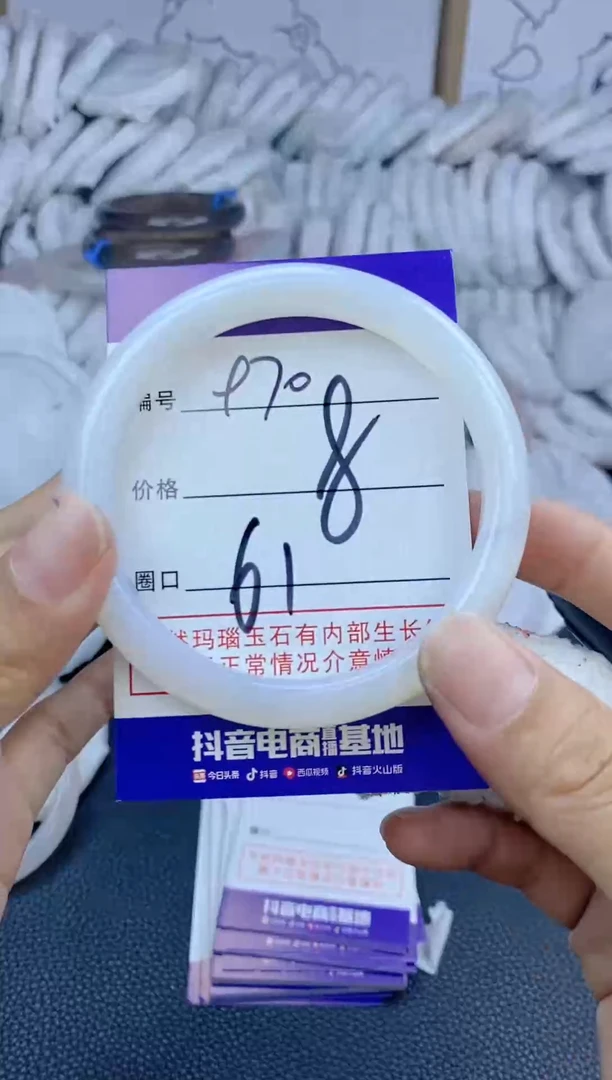 编号 970
价格 8
圈口 61
然玛瑙玉石有内部生长
正常情况介意慎
抖音电商直播基地
今日头条 抖音 西瓜视频 抖音火山版
抖音电商直播基地